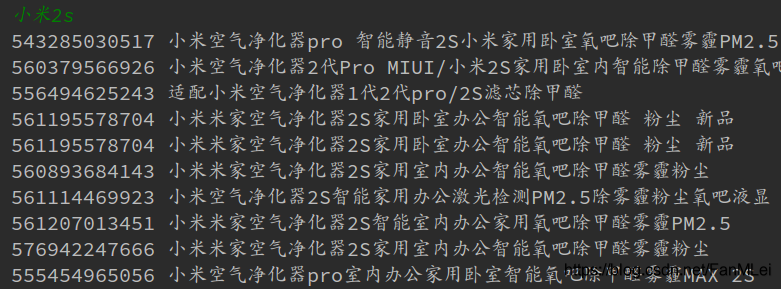 小米2s
543285030517 小米空气净化器pro 智能静音2S小米家用卧室氧吧除甲醛雾霾PM2.5
560379566926 小米空气净化器2代Pro MIUI/小米2S家用卧室内智能除甲醛雾霾氧吧
556494625243 适配小米空气净化器1代2代pro/2S滤芯除甲醛
561195578704 小米米家空气净化器2S家用卧室办公智能氧吧除甲醛 粉尘 新品
561195578704 小米米家空气净化器2S家用卧室办公智能氧吧除甲醛 粉尘 新品
560893684143 小米米家空气净化器2S家用室内办公智能氧吧除甲醛雾霾粉尘
561114469923 小米空气净化器2S智能家用办公激光检测PM2.5除雾霾粉尘氧吧液显
561207013451 小米米家空气净化器2S智能室内办公家用氧吧除甲醛雾霾PM2.5
576942247666 小米米家空气净化器2S家用室内办公智能氧吧除甲醛雾霾粉尘
555454965056 小米空气净化器pro室内办公家用卧室智能氧吧除甲醛雾霾MAX 2S
https://blog.csdn.net/FanMLei